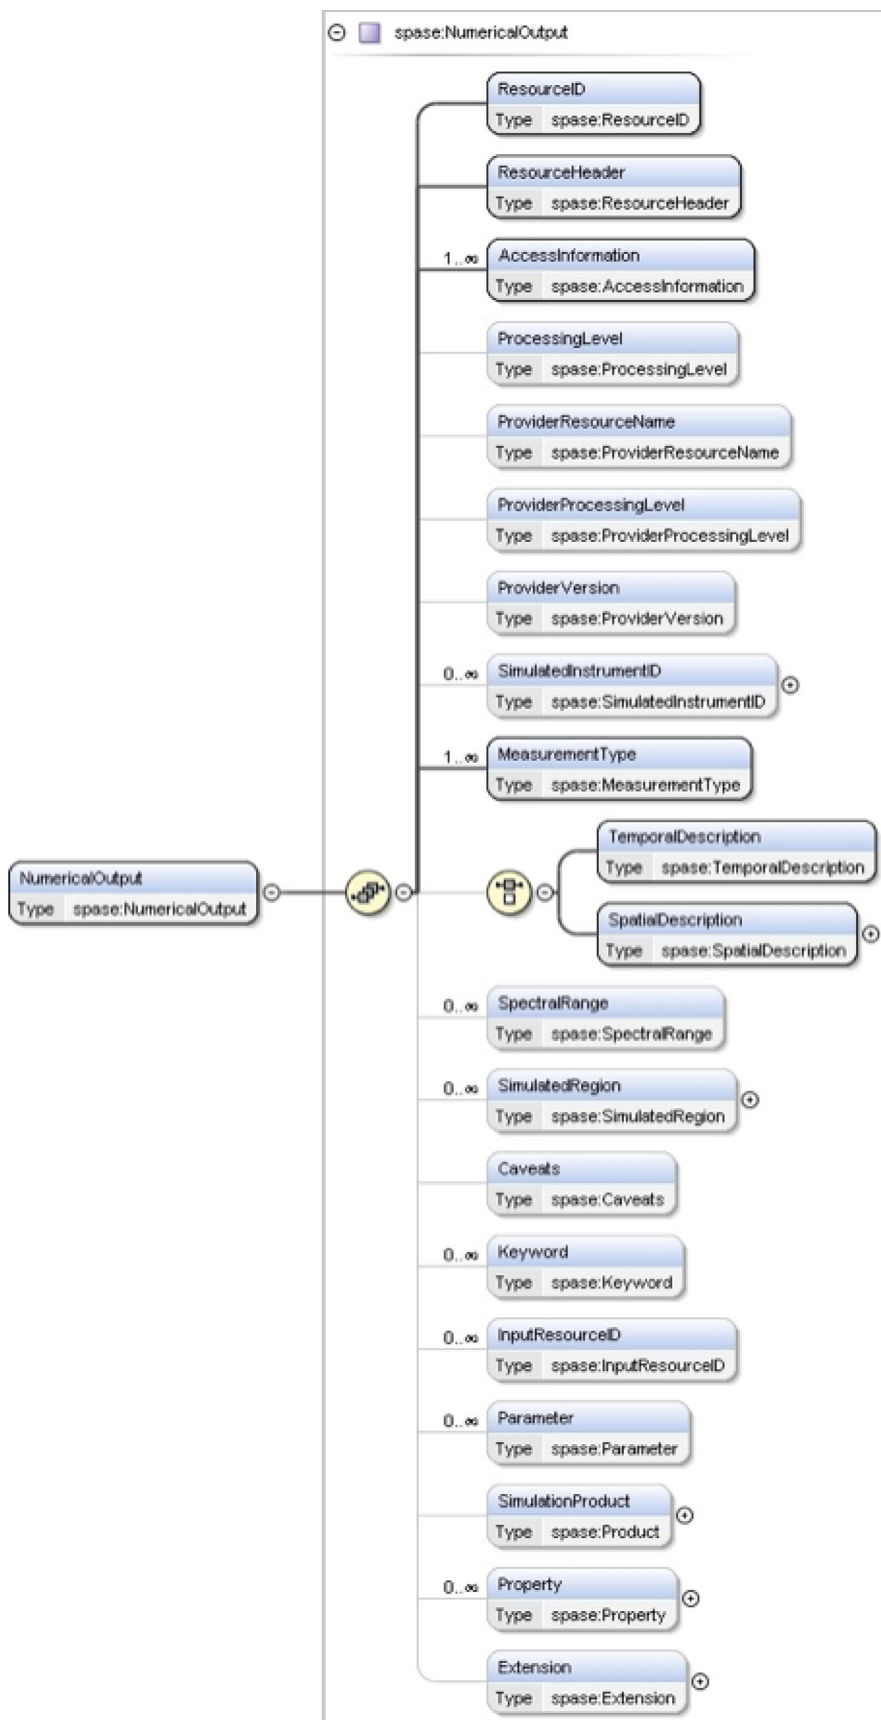 spase:NumericalOutput
ResourceID
Type spase:ResourceID
ResourceHeader
Type spase:ResourceHeader
1..∞ AccessInformation
Type spase:AccessInformation
ProcessingLevel
Type spase:ProcessingLevel
ProviderResourceName
Type spase:ProviderResourceName
ProviderProcessingLevel
Type spase:ProviderProcessingLevel
ProviderVersion
Type spase:ProviderVersion
0..∞ SimulatedInstrumentID
Type spase:SimulatedInstrumentID
1..∞ MeasurementType
Type spase:MeasurementType
NumericalOutput
Type spase:NumericalOutput
TemporalDescription
Type spase:TemporalDescription
SpatialDescription
Type spase:SpatialDescription
0..∞ SpectralRange
Type spase:SpectralRange
0..∞ SimulatedRegion
Type spase:SimulatedRegion
Caveats
Type spase:Caveats
0..∞ Keyword
Type spase:Keyword
0..∞ InputResourceID
Type spase:InputResourceID
0..∞ Parameter
Type spase:Parameter
SimulationProduct
Type spase:Product
0..∞ Property
Type spase:Property
Extension
Type spase:Extension